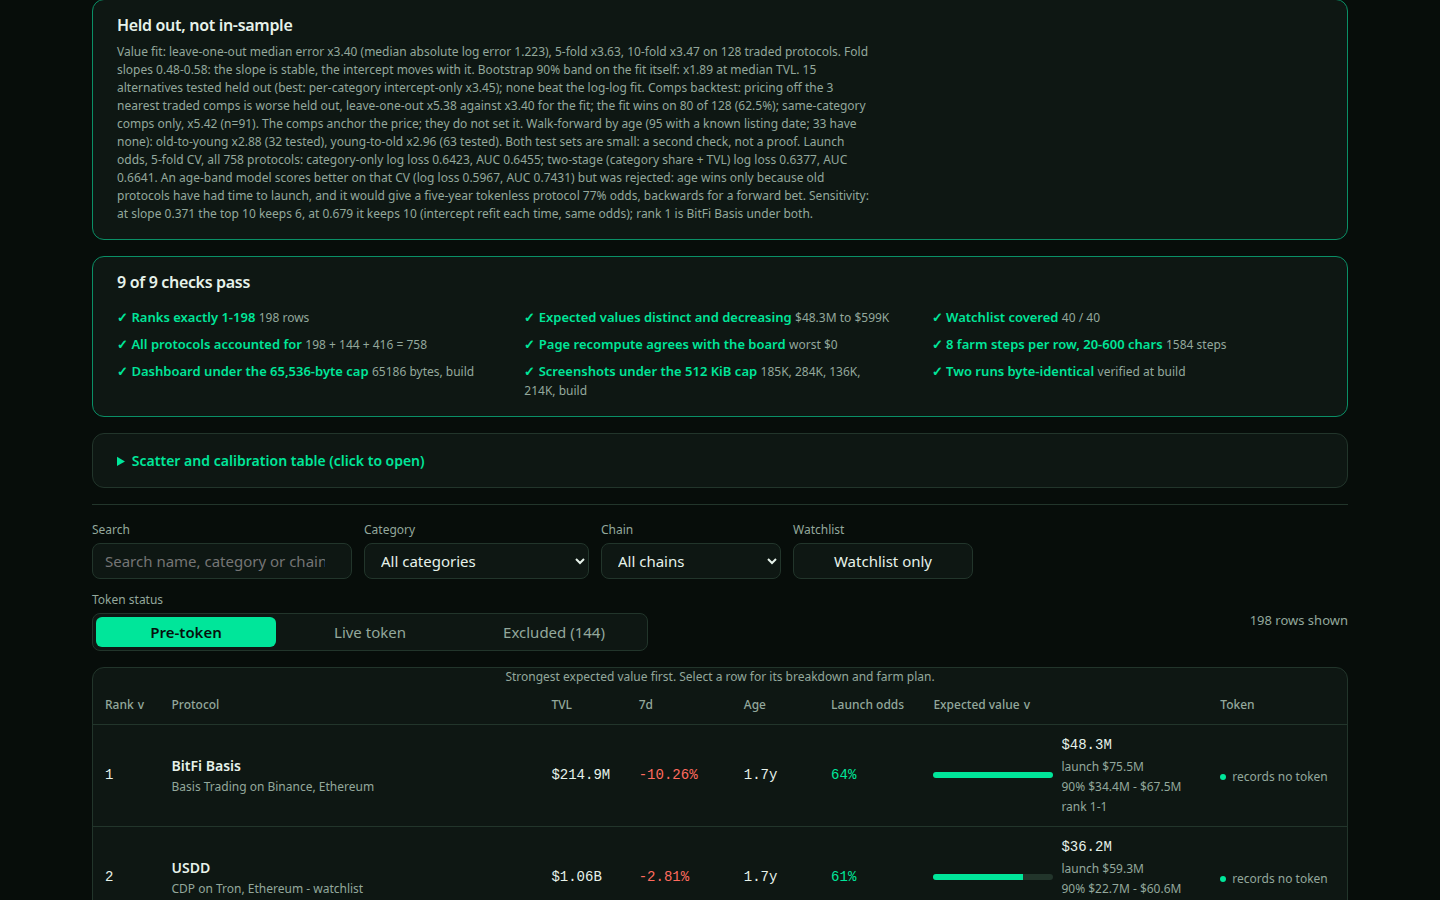 Held out, not in-sample
Value fit: leave-one-out median error x3.40 (median absolute log error 1.223), 5-fold x3.63, 10-fold x3.47 on 128 traded protocols. Fold
slopes 0.48-0.58: the slope is stable, the intercept moves with it. Bootstrap 90% band on the fit itself: x1.89 at median TVL. 15
alternatives tested held out (best: per-category intercept-only x3.45); none beat the log-log fit. Comps backtest: pricing off the 3
nearest traded comps is worse held out, leave-one-out x5.38 against x3.40 for the fit; the fit wins on 80 of 128 (62.5%); same-category
comps only, x5.42 (n=91). The comps anchor the price; they do not set it. Walk-forward by age (95 with a known listing date; 33 have
none): old-to-young x2.88 (32 tested), young-to-old x2.96 (63 tested). Both test sets are small: a second check, not a proof. Launch
odds, 5-fold CV, all 758 protocols: category-only log loss 0.6423, AUC 0.6455; two-stage (category share + TVL) log loss 0.6377, AUC
0.6641. An age-band model scores better on that CV (log loss 0.5967, AUC 0.7431) but was rejected: age wins only because old
protocols have had time to launch, and it would give a five-year tokenless protocol 77% odds, backwards for a forward bet. Sensitivity:
at slope 0.371 the top 10 keeps 6, at 0.679 it keeps 10 (intercept refit each time, same odds); rank 1 is BitFi Basis under both.
9 of 9 checks pass
✓ Ranks exactly 1-198 198 rows
✓ Expected values distinct and decreasing $48.3M to $599K
✓ Watchlist covered 40 / 40
✓ All protocols accounted for 198 + 144 + 416 = 758
✓ Page recompute agrees with the board worst $0
✓ 8 farm steps per row, 20-600 chars 1584 steps
✓ Dashboard under the 65,536-byte cap 65186 bytes, build
✓ Screenshots under the 512 KiB cap 185K, 284K, 136K,
214K, build
✓ Two runs byte-identical verified at build
▶ Scatter and calibration table (click to open)
Search
Category
Chain
Watchlist
Search name, category or chain
All categories
All chains
Watchlist only
Token status
Pre-token
Live token
Excluded (144)
198 rows shown
Strongest expected value first. Select a row for its breakdown and farm plan.
Rank v
Protocol
TVL
7d
Age
Launch odds
Expected value v
Token
1
BitFi Basis
Basis Trading on Binance, Ethereum
$214.9M
-10.26%
1.7y
64%
$48.3M
launch $75.5M
90% $34.4M - $67.5M
rank 1-1
records no token
2
USDD
CDP on Tron, Ethereum - watchlist
$1.06B
-2.81%
1.7y
61%
$36.2M
launch $59.3M
90% $22.7M - $60.6M
records no token